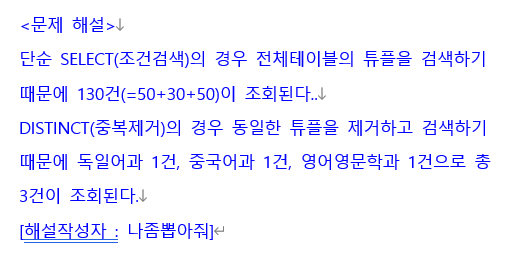 <문제 해설>↓
단순 SELECT(조건검색)의 경우 전체테이블의 튜플을 검색하기
때문에 130건(=50+30+50)이 조회된다..↓
DISTINCT(중복제거)의 경우 동일한 튜플을 제거하고 검색하기
때문에 독일어과 1건, 중국어과 1건, 영어영문학과 1건으로 총
3건이 조회된다.↓
[해설작성자 : 나좀뽑아줘]↵